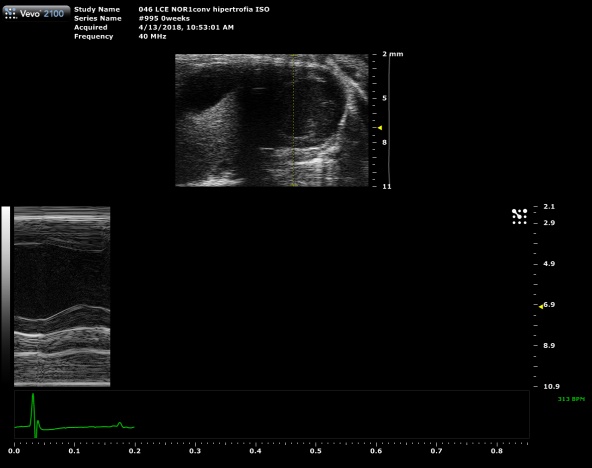 Vevo 2100
Study Name 046 LCE NOR1conv hipertrofia ISO
Series Name #995 0weeks
Acquired 4/13/2018, 10:53:01 AM
Frequency 40 MHz
2 mm
5
8
11
2.1
2.9
4.9
6.9
8.9
10.9
313 BPM
0.0 0.1 0.2 0.3 0.4 0.5 0.6 0.7 0.8